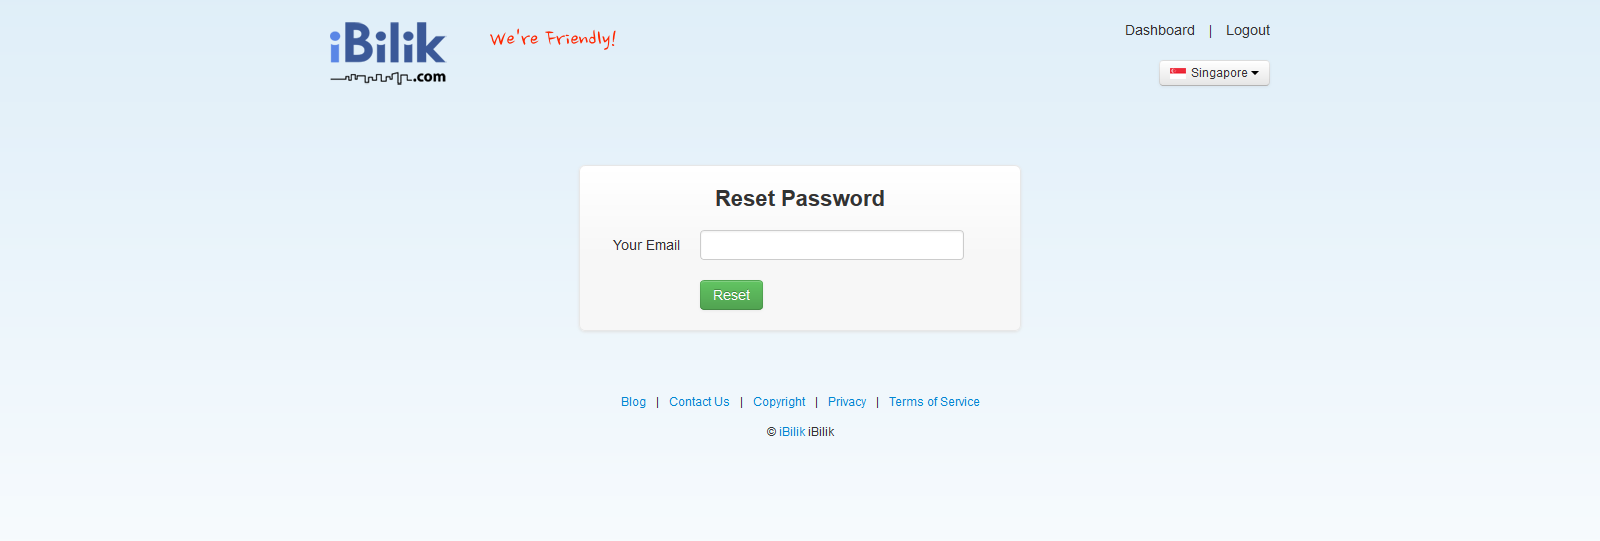 iBilik
.com
We're Friendly!
Dashboard | Logout
Singapore
Reset Password
Your Email
Reset
Blog | Contact Us | Copyright | Privacy | Terms of Service
© iBilik iBilik